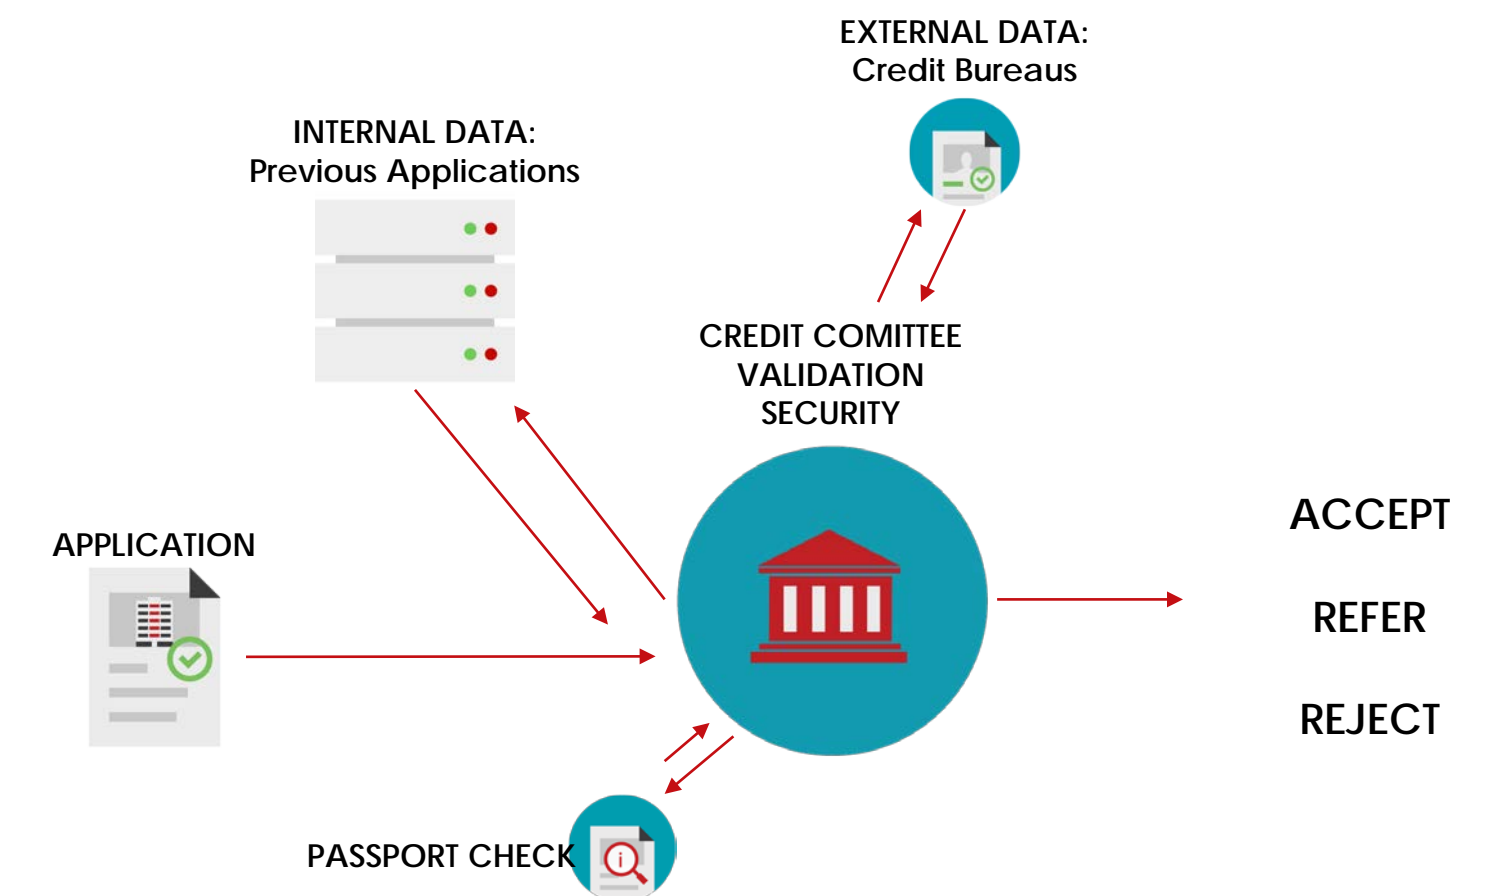 EXTERNAL DATA:
Credit Bureaus
INTERNAL DATA:
Previous Applications
CREDIT COMITTEE
VALIDATION
SECURITY
APPLICATION
ACCEPT
REFER
REJECT
PASSPORT CHECK
i